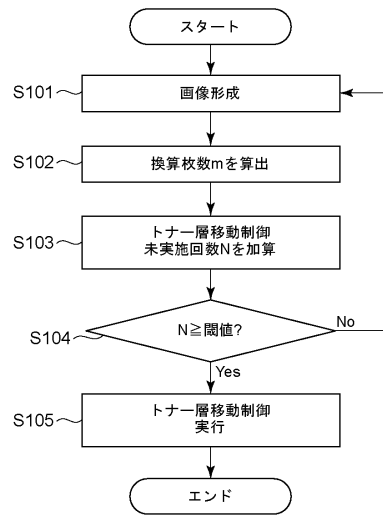 スタート
S101
画像形成
S102
換算枚数mを算出
S103
トナー層移動制御
未実施回数Nを加算
S104
N≧閾値?
No
Yes
S105
トナー層移動制御
実行
エンド